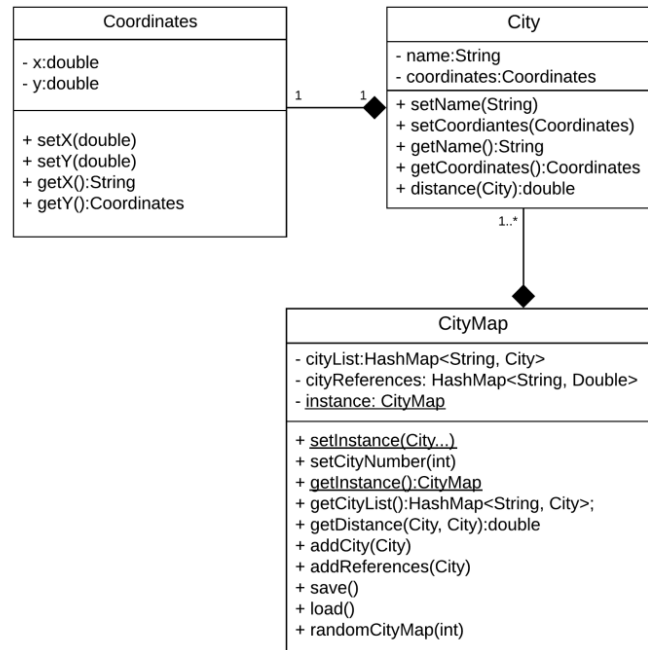 Coordinates
- x:double
- y:double
+ setX(double)
+ setY(double)
+ getX():String
+ getY():Coordinates
1
1
City
- name:String
- coordinates:Coordinates
+ setName(String)
+ setCoordiantes(Coordinates)
+ getName():String
+ getCoordinates():Coordinates
+ distance(City):double
1..*
CityMap
- cityList:HashMap<String, City>
- cityReferences: HashMap<String, Double>
- instance: CityMap
+ setInstance(City...)
+ setCityNumber(int)
+ getInstance():CityMap
+ getCityList():HashMap<String, City>;
+ getDistance(City, City):double
+ addCity(City)
+ addReferences(City)
+ save()
+ load()
+ randomCityMap(int)